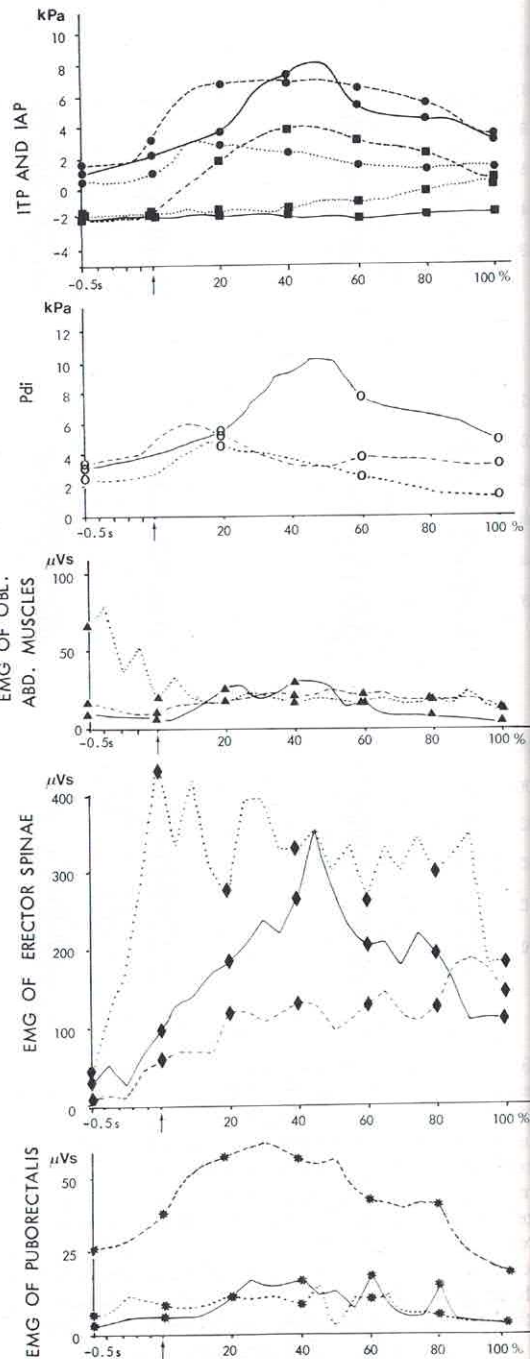 kPa
10
8
6
4
2
0
−2
−4
ITP AND IAP
−0.5s 20 40 60 80 100 %
kPa
12
10
8
6
4
2
0
Pdi
−0.5s 20 40 60 80 100 %
µVs
100
50
0
EMG OF OBL.
ABD. MUSCLES
−0.5s 20 40 60 80 100 %
µVs
400
300
200
100
0
EMG OF ERECTOR SPINAE
−0.5s 20 40 60 80 100 %
µVs
50
25
0
EMG OF PUBORECTALIS
−0.5s 20 40 60 80 100 %